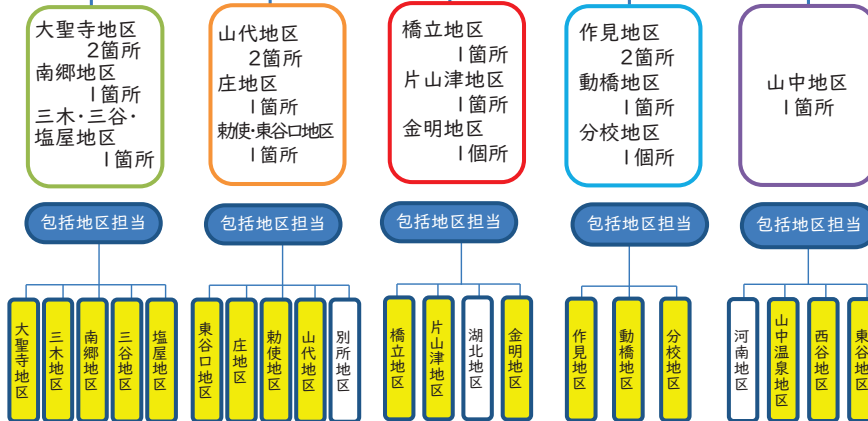 大聖寺地区
2箇所
南郷地区
1箇所
三木・三谷・
塩屋地区
1箇所
山代地区
2箇所
庄地区
1箇所
勅使・東谷口地区
1箇所
橋立地区
1箇所
片山津地区
1箇所
金明地区
1個所
作見地区
2箇所
動橋地区
1箇所
分校地区
1個所
山中地区
1箇所
包括地区担当
包括地区担当
包括地区担当
包括地区担当
包括地区担当
大聖寺地区
三木地区
南郷地区
三谷地区
塩屋地区
東谷口地区
庄地区
勅使地区
山代地区
別所地区
橋立地区
片山津地区
湖北地区
金明地区
作見地区
動橋地区
分校地区
河南地区
山中温泉地区
西谷地区
東谷地区